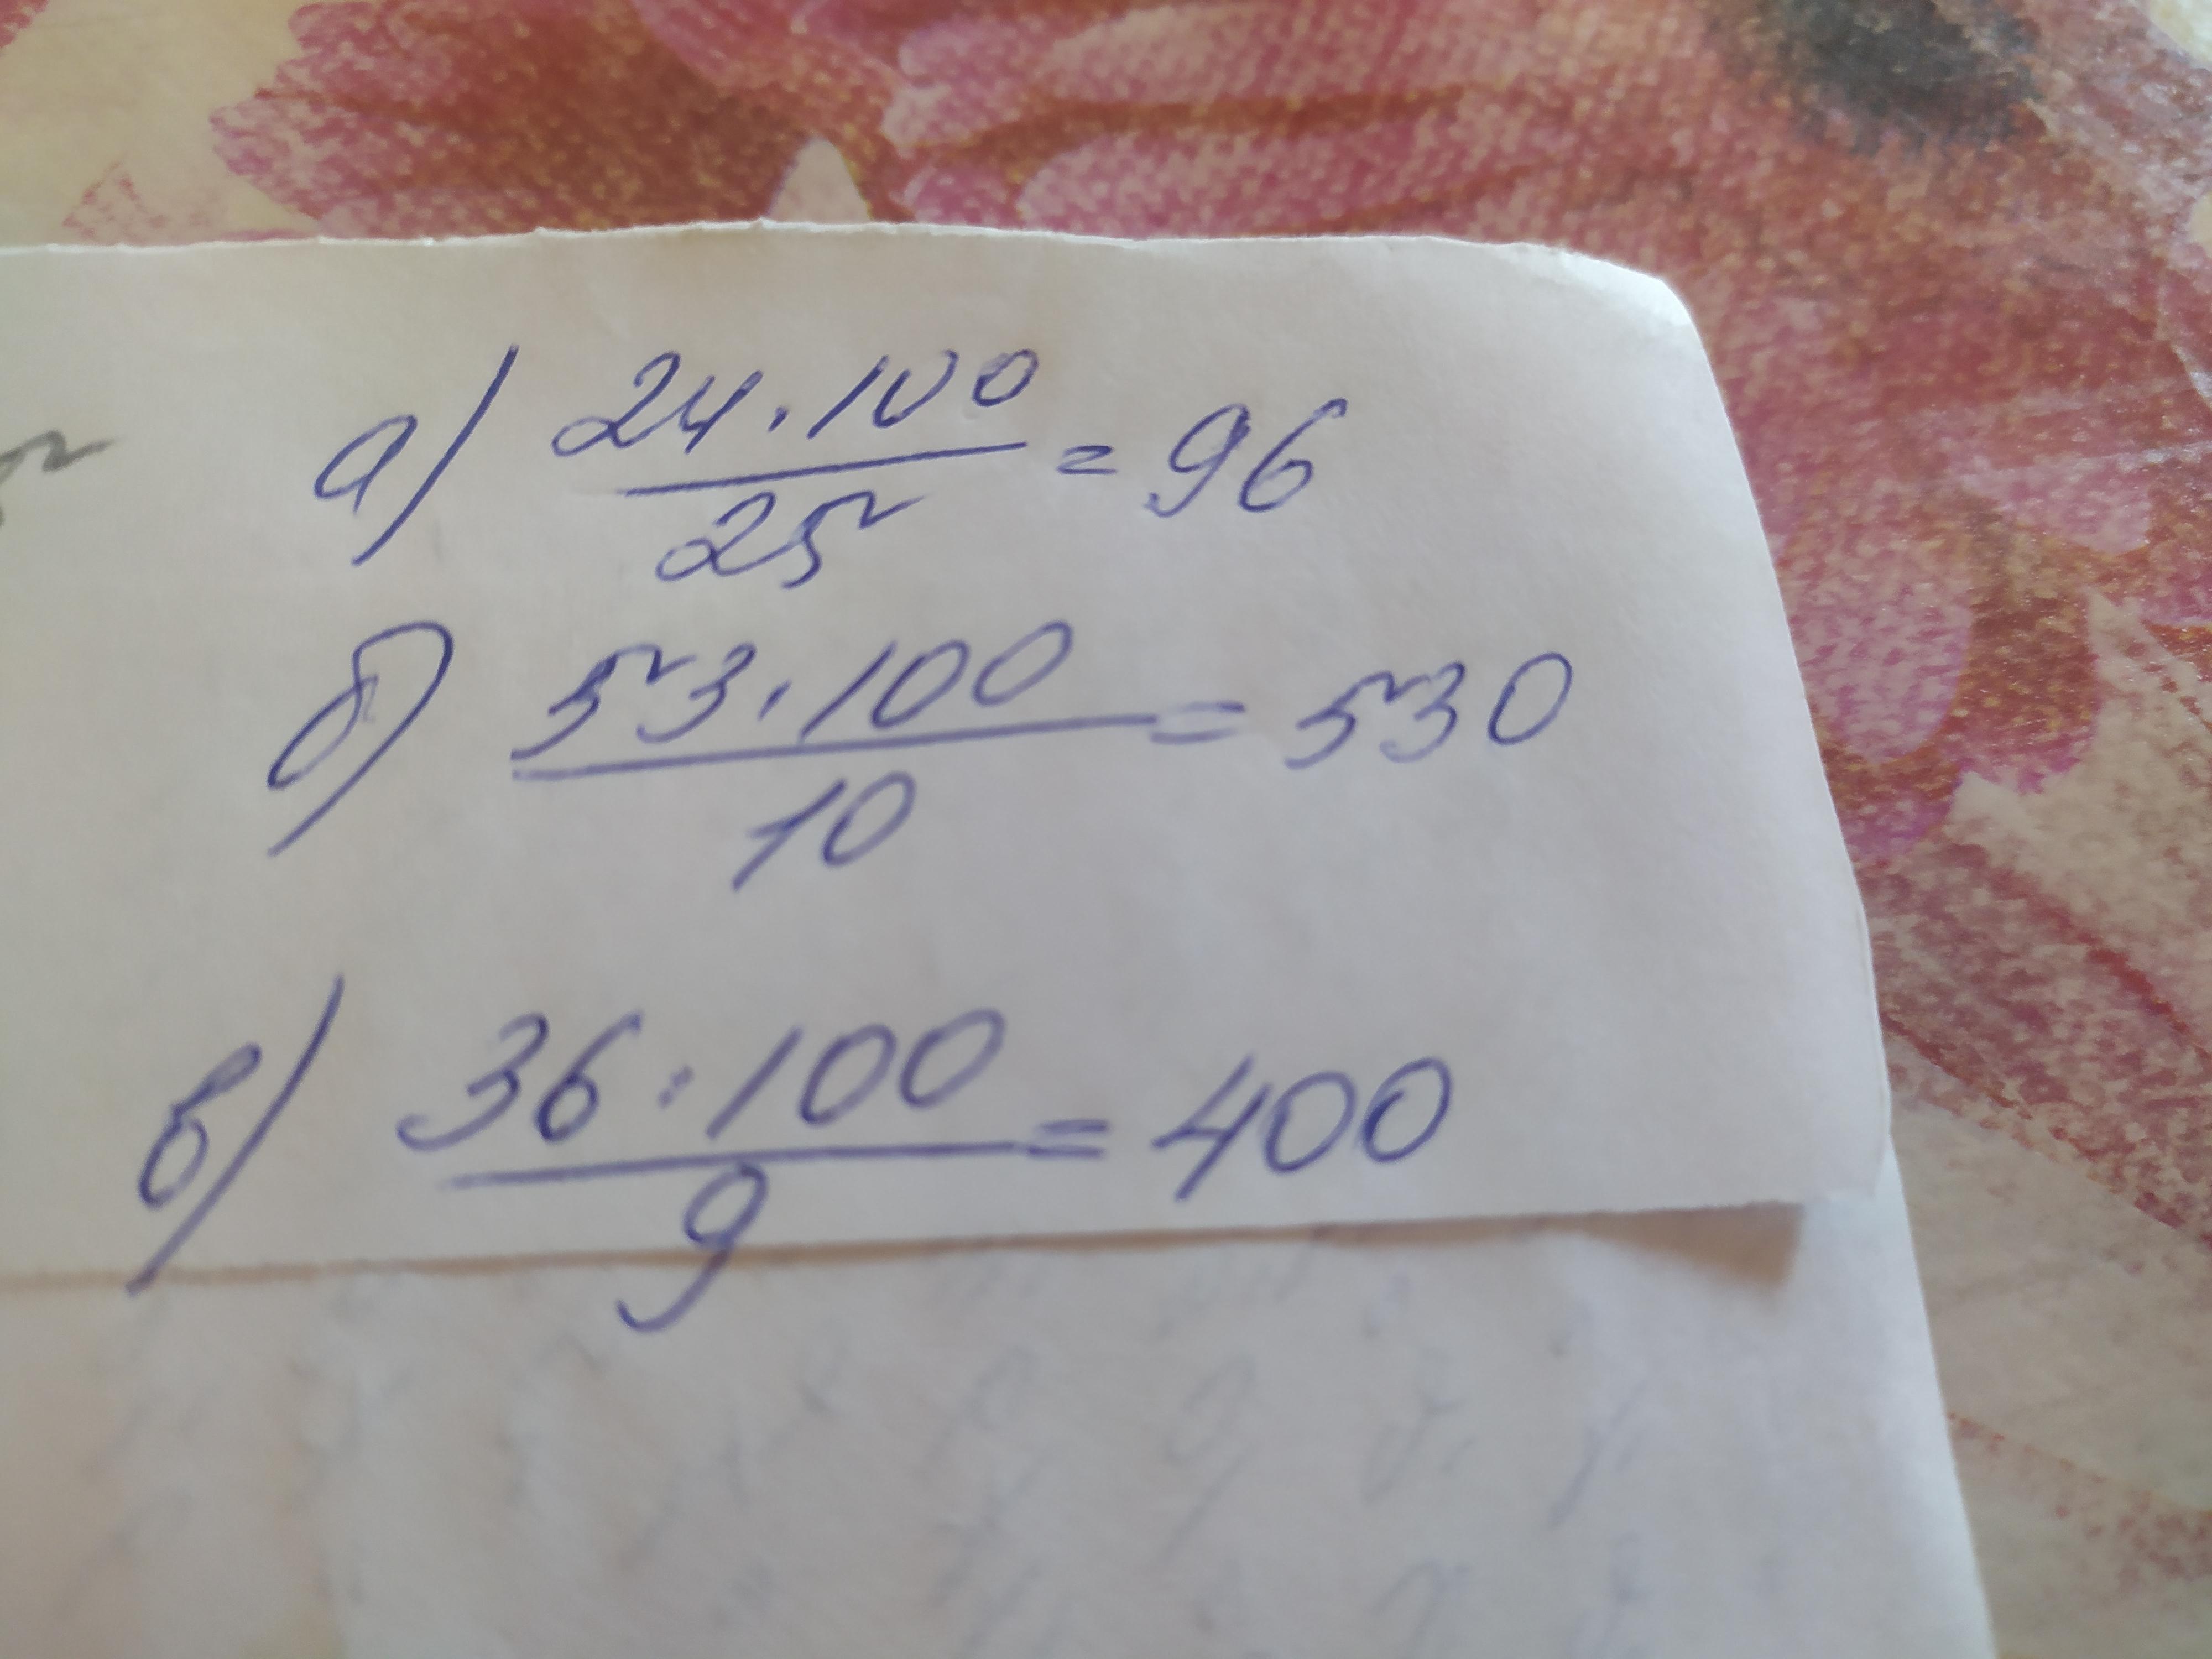 а) 24·100/25 = 96
б) 53·100/10 = 530
в) 36·100/9 = 400